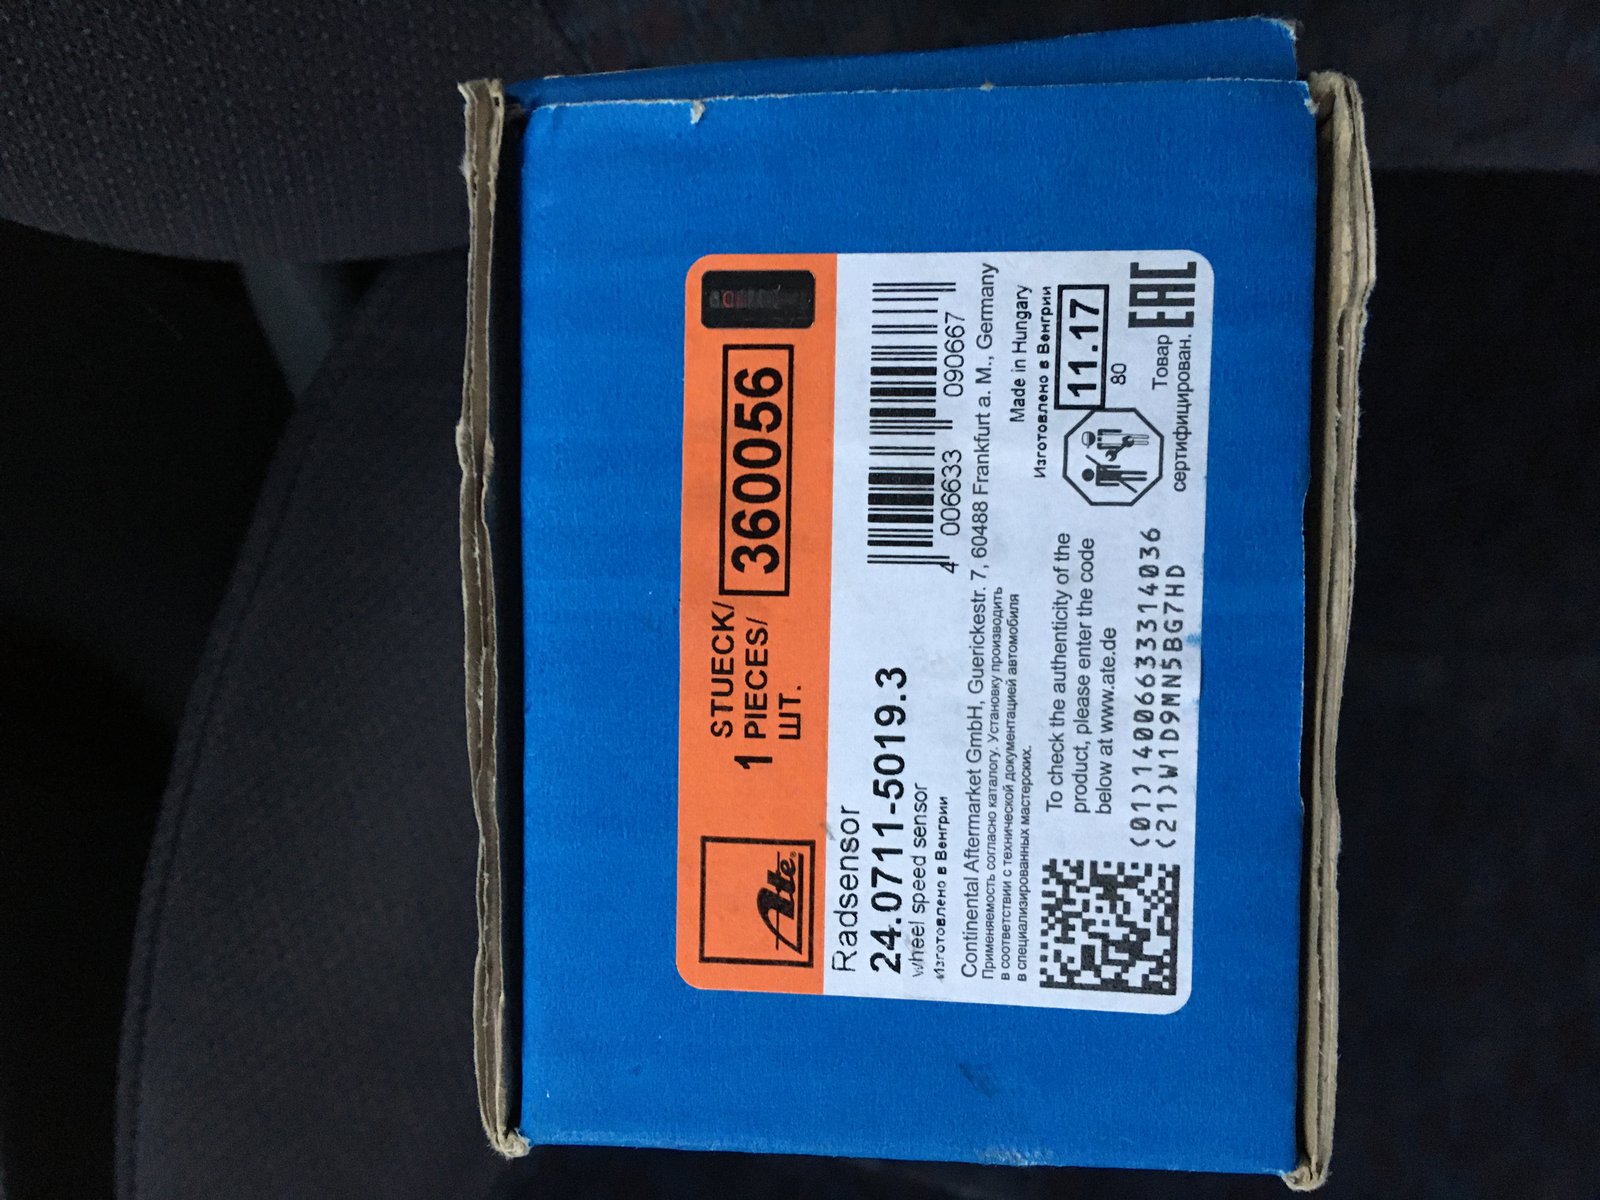 Ate
STUECK/
1 PIECES/
ШТ.
360056
Radsensor
24.0711-5019.3
wheel speed sensor
Изготовлено в Венгрии
4 006633 090667
Continental Aftermarket GmbH, Guerickestr. 7, 60488 Frankfurt a. M., Germany
Применяемость согласно каталогу. Установку производить
в соответствии с технической документацией автомобиля
в специализированных мастерских.
Made in Hungary
Изготовлено в Венгрии
11.17
80
To check the authenticity of the
product, please enter the code
below at www.ate.de
(01)14006633314036
(21)W1D9MN5BG7HD
EAC
Товар
сертифицирован.